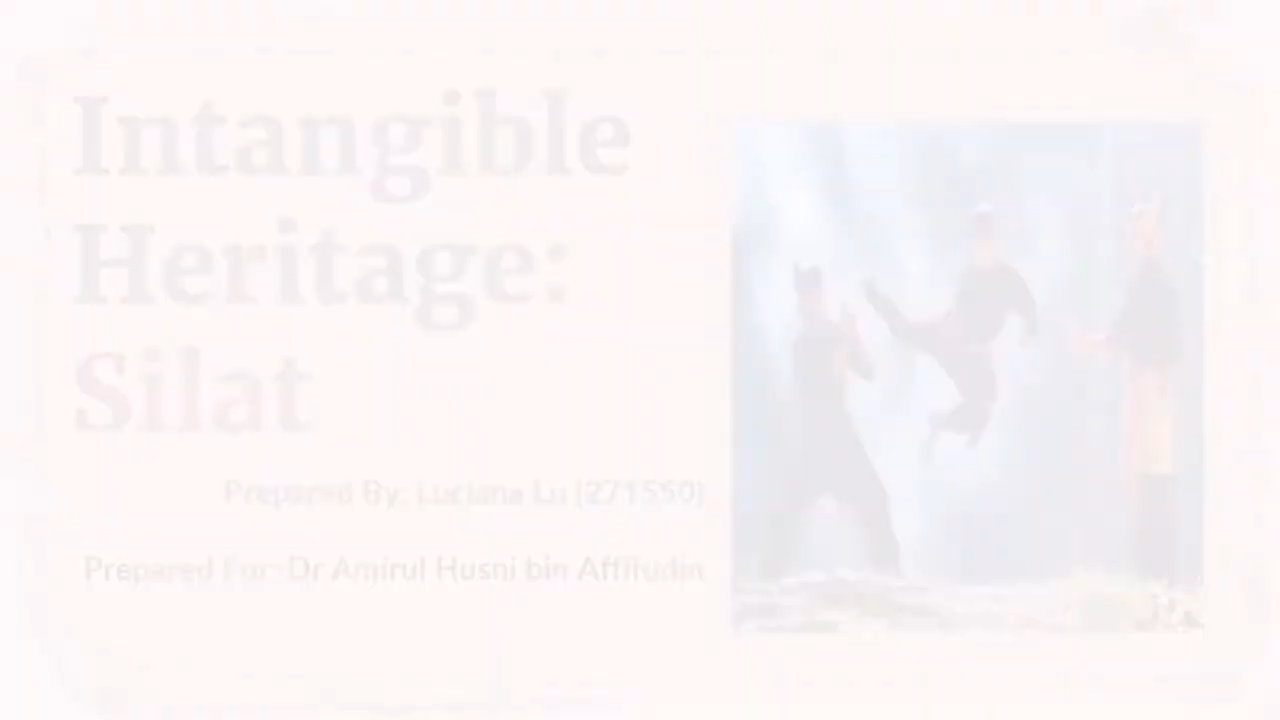 Intangible
Heritage:
Silat
Prepared By: Luciana Lu (271550)
Prepared For: Dr Amirul Husni bin Affifudin